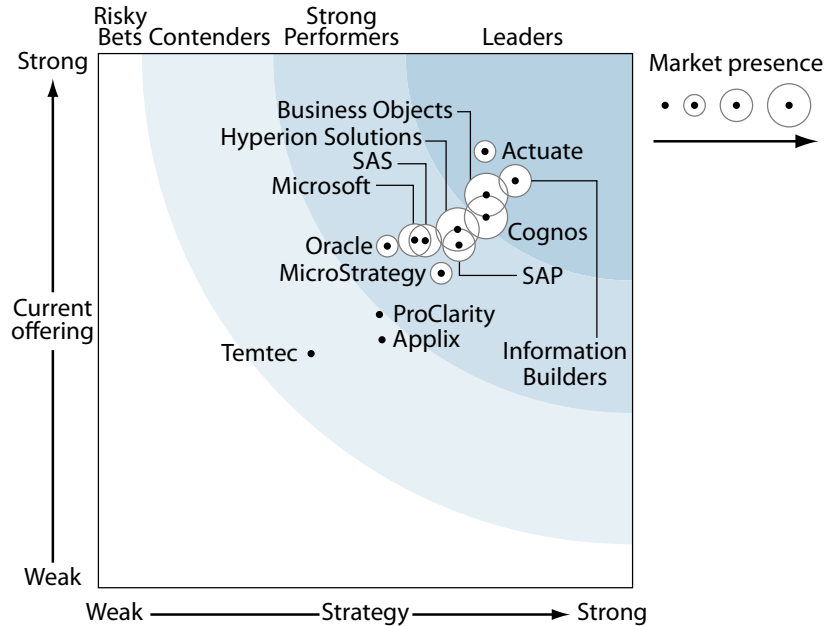 Risky
Bets
Contenders
Strong
Performers
Leaders
Strong
Market presence
Business Objects
Hyperion Solutions
Actuate
SAS
Microsoft
Cognos
Oracle
MicroStrategy
SAP
Current
offering
ProClarity
Applix
Temtec
Information
Builders
Weak
Weak
Strategy
Strong